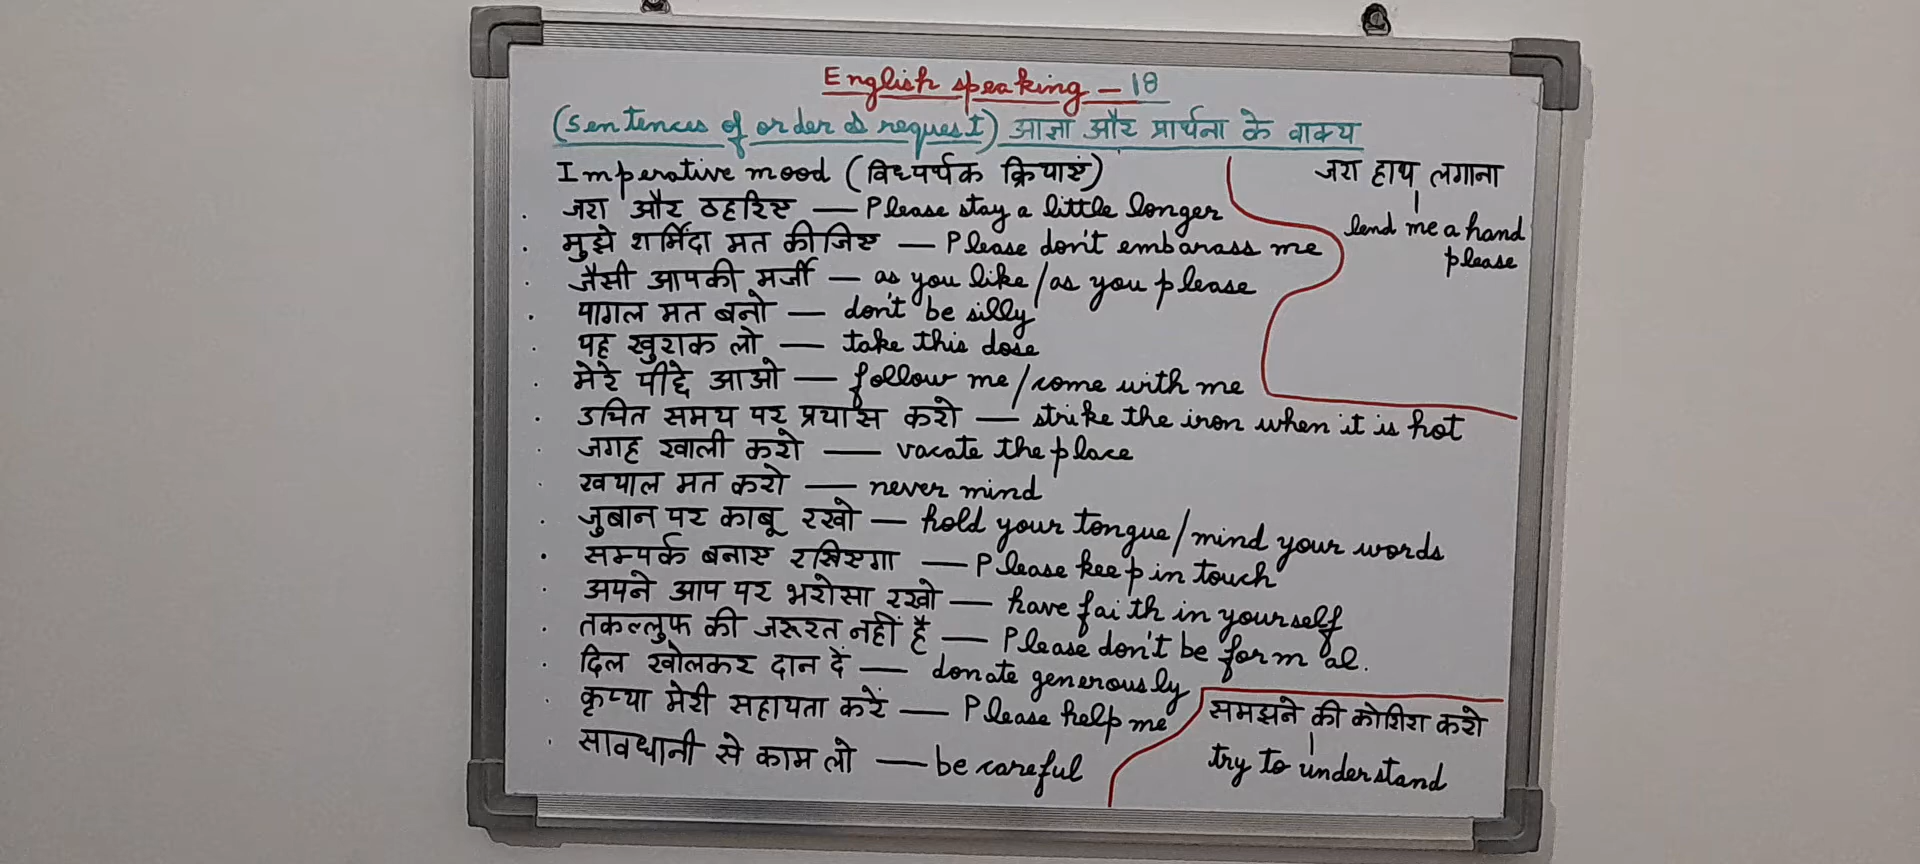 English speaking - 18
(Sentences of order & request) आज्ञा और प्रार्थना के वाक्य
Imperative mood (विध्यर्थक क्रियाएं)
. जरा और ठहरिए — Please stay a little longer
. मुझे शर्मिंदा मत कीजिए — Please don't embarass me
. जैसी आपकी मर्जी — as you like/as you please
. पागल मत बनो — don't be silly
. यह खुराक लो — take this dose
. मेरे पीछे आओ — follow me/come with me
. उचित समय पर प्रयास करो — strike the iron when it is hot
. जगह खाली करो — vacate the place
. खयाल मत करो — never mind
. जुबान पर काबू रखो — hold your tongue/mind your words
. सम्पर्क बनाए रखिएगा — Please keep in touch
. अपने आप पर भरोसा रखो — have faith in yourself
. तकल्लुफ की जरूरत नहीं है — Please don't be formal.
. दिल खोलकर दान दें — donate generously
. कृप्या मेरी सहायता करें — Please help me
. सावधानी से काम लो — be careful
जरा हाथ लगाना
lend me a hand
please
समझने की कोशिश करो
try to understand